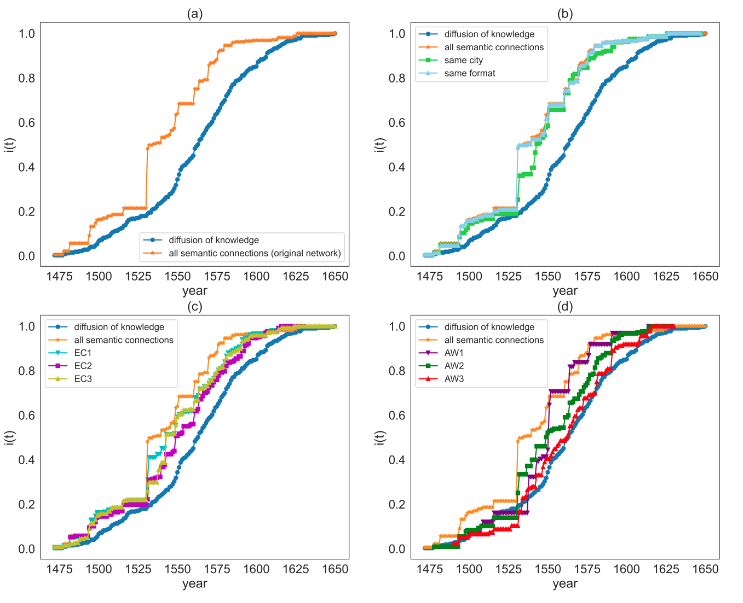 (a)
1.0
0.8
0.6
0.4
0.2
0.0
i(t)
diffusion of knowledge
all semantic connections (original network)
1475 1500 1525 1550 1575 1600 1625 1650
year
(b)
1.0
0.8
0.6
0.4
0.2
0.0
i(t)
diffusion of knowledge
all semantic connections
same city
same format
1475 1500 1525 1550 1575 1600 1625 1650
year
(c)
1.0
0.8
0.6
0.4
0.2
0.0
i(t)
diffusion of knowledge
all semantic connections
EC1
EC2
EC3
1475 1500 1525 1550 1575 1600 1625 1650
year
(d)
1.0
0.8
0.6
0.4
0.2
0.0
i(t)
diffusion of knowledge
all semantic connections
AW1
AW2
AW3
1475 1500 1525 1550 1575 1600 1625 1650
year